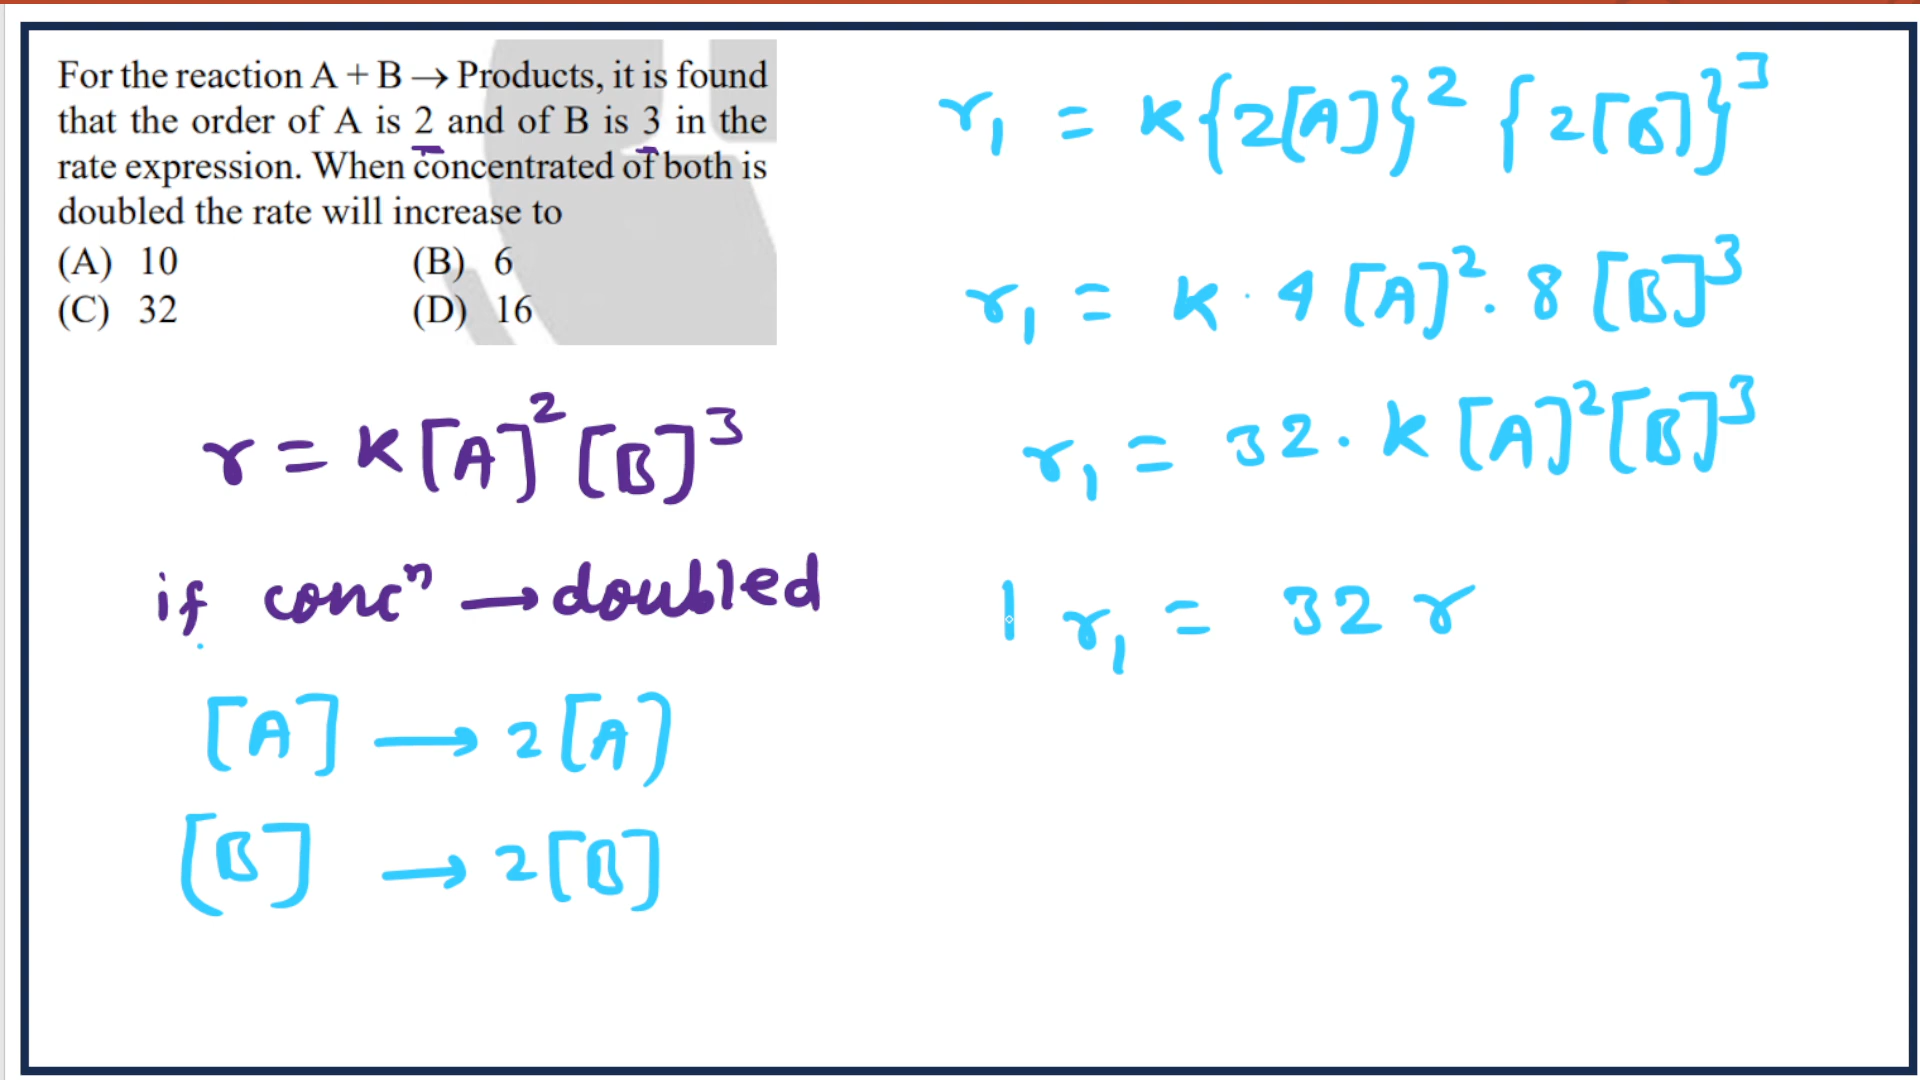 For the reaction A + B → Products, it is found
that the order of A is 2 and of B is 3 in the
rate expression. When concentrated of both is
doubled the rate will increase to
(A) 10 (B) 6
(C) 32 (D) 16
r = K[A]² [B]³
if concⁿ → doubled
[A] → 2[A]
[B] → 2[B]
r₁ = K{2[A]}² {2[B]}³
r₁ = K · 4 [A]² · 8 [B]³
r₁ = 32 · K [A]² [B]³
r₁ = 32 r